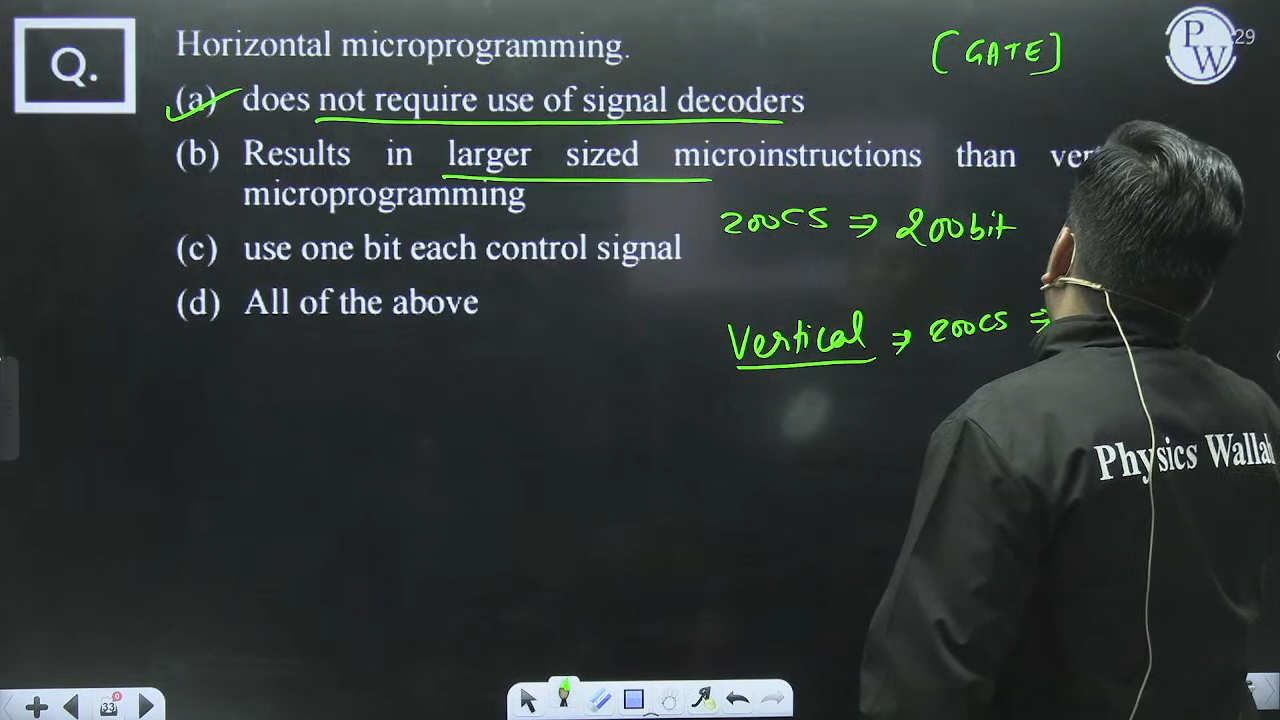 Q.
Horizontal microprogramming.
[GATE]
PW
29
(a) does not require use of signal decoders
(b) Results in larger sized microinstructions than
microprogramming
200CS ⇒ 200bit
(c) use one bit each control signal
(d) All of the above
Vertical ⇒ 200CS ⇒
Physics Wallah
33